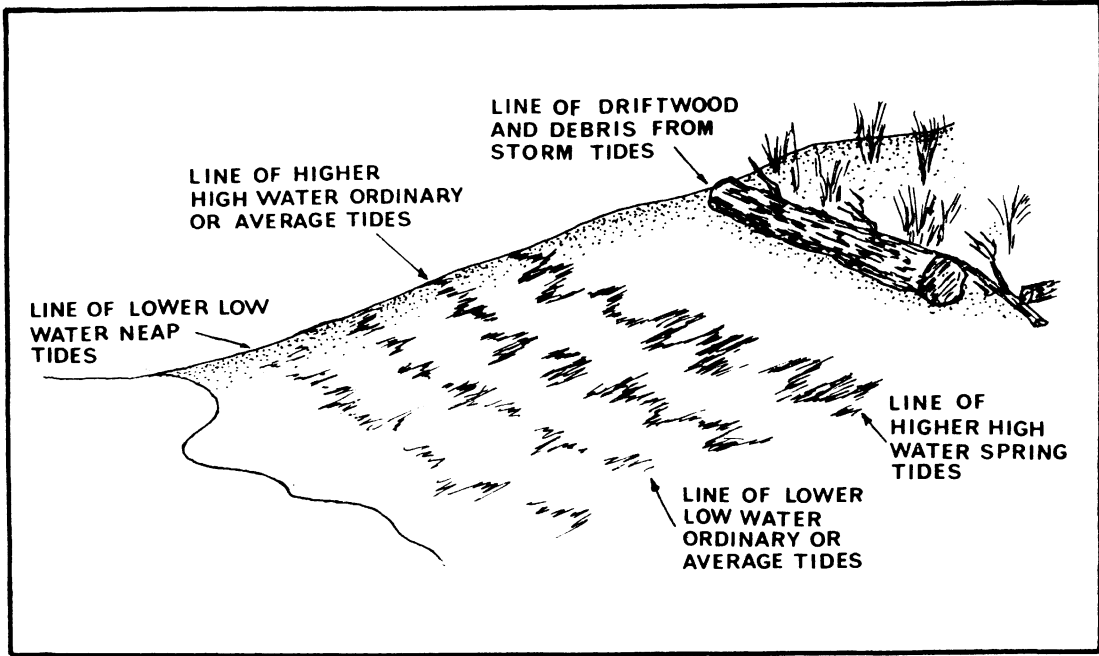 LINE OF DRIFTWOOD
AND DEBRIS FROM
STORM TIDES
LINE OF HIGHER
HIGH WATER ORDINARY
OR AVERAGE TIDES
LINE OF LOWER LOW
WATER NEAP
TIDES
LINE OF
HIGHER HIGH
WATER SPRING
TIDES
LINE OF LOWER
LOW WATER
ORDINARY OR
AVERAGE TIDES